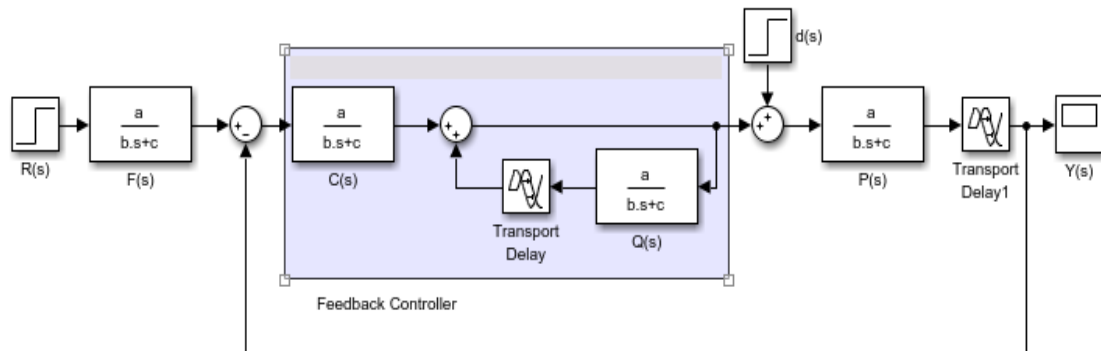 d(s)
a
b.s+c
R(s)
F(s)
+
−
a
b.s+c
C(s)
+
+
+
+
a
b.s+c
P(s)
Transport
Delay1
Y(s)
Transport
Delay
a
b.s+c
Q(s)
Feedback Controller